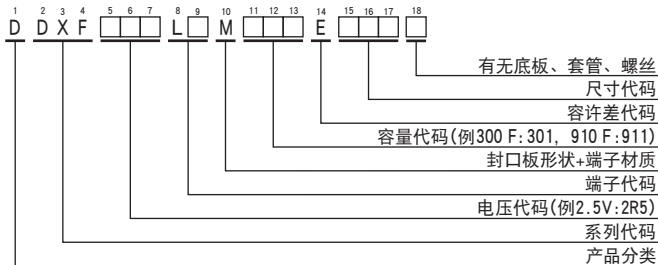 1 2 3 4 5 6 7 8 9 10 11 12 13 14 15 16 17 18
D DXF□□□L□M□□□E□□□□
有无底板、套管、螺丝
尺寸代码
容许差代码
容量代码(例300 F:301, 910 F:911)
封口板形状+端子材质
端子代码
电压代码(例2.5V:2R5)
系列代码
产品分类